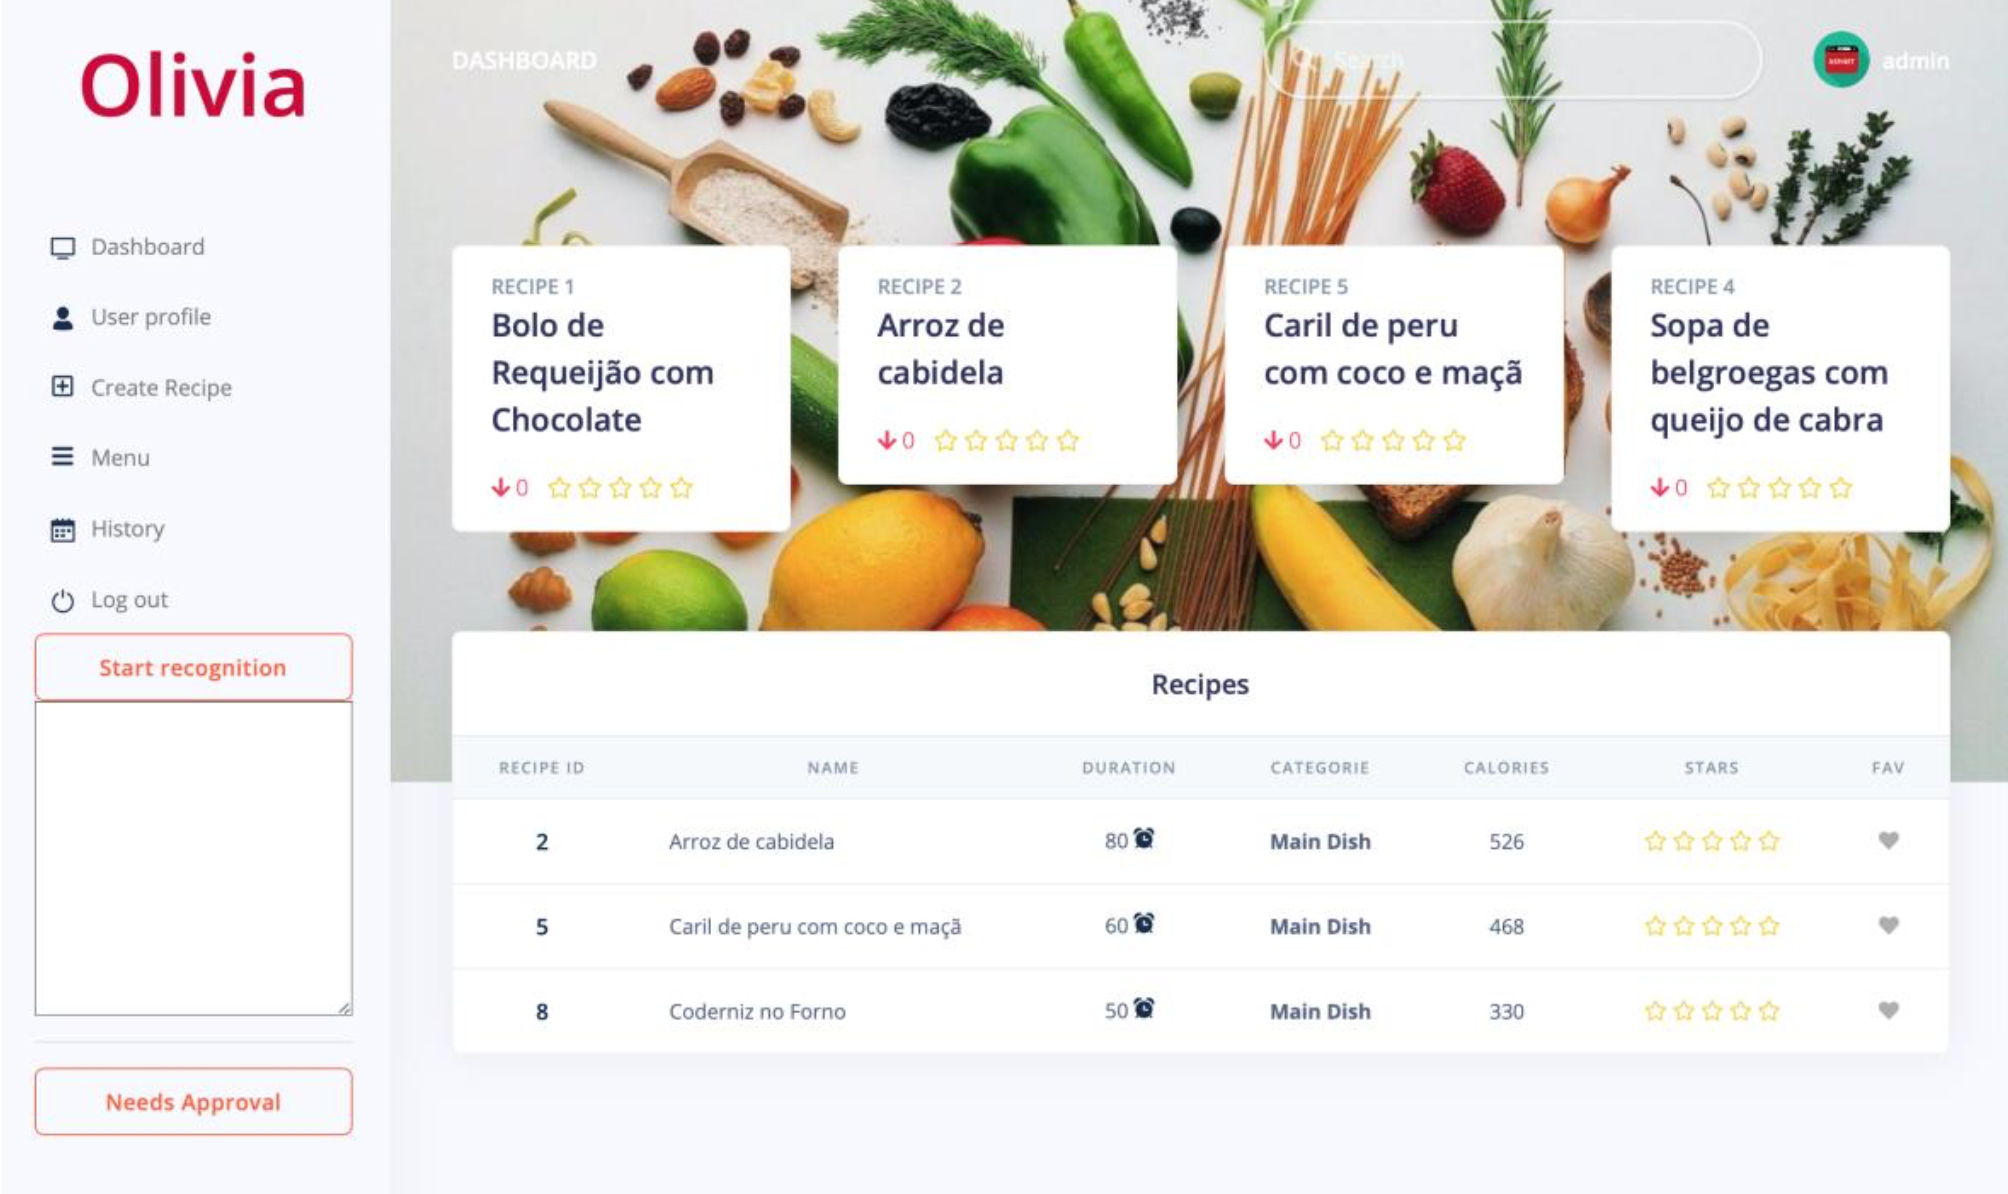 Olivia
Dashboard
User profile
Create Recipe
Menu
History
Log out
Start recognition
Needs Approval
DASHBOARD
Search
admin
RECIPE 1
Bolo de
Requeijão com
Chocolate
0
RECIPE 2
Arroz de
cabidela
0
RECIPE 5
Caril de peru
com coco e maçã
0
RECIPE 4
Sopa de
belgroegas com
queijo de cabra
0
Recipes
RECIPE ID NAME DURATION CATEGORIE CALORIES STARS FAV
2 Arroz de cabidela 80 Main Dish 526
5 Caril de peru com coco e maçã 60 Main Dish 468
8 Coderniz no Forno 50 Main Dish 330